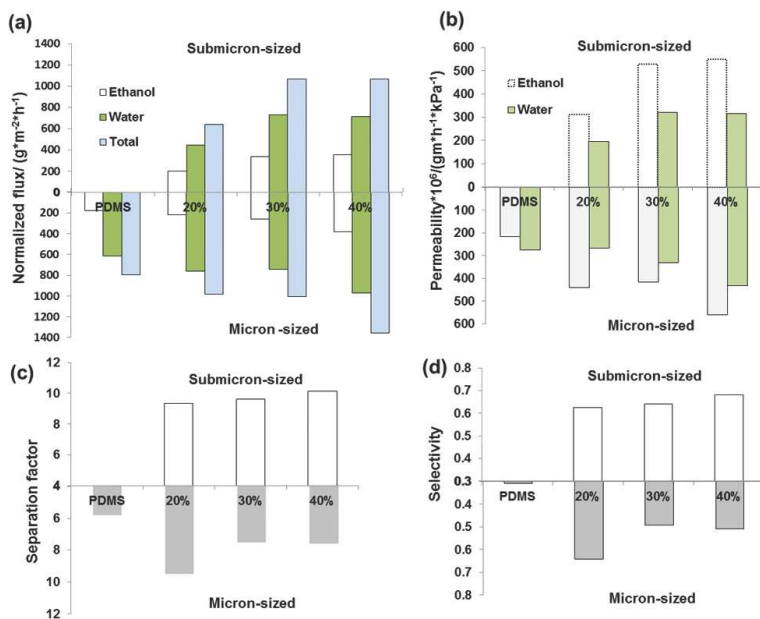 (a)
Submicron-sized
Normalized flux/ (g*m-2*h-1)
1400
1200
1000
800
600
400
200
0
200
400
600
800
1000
1200
1400
Ethanol
Water
Total
PDMS 20% 30% 40%
Micron -sized
(b)
Submicron-sized
Permeability*10⁶/(gm*h⁻¹*kPa⁻¹)
600
500
400
300
200
100
0
100
200
300
400
500
600
Ethanol
Water
PDMS 20% 30% 40%
Micron-sized
(c)
Submicron-sized
Separation factor
12
10
8
6
4
6
8
10
12
PDMS 20% 30% 40%
Micron-sized
(d)
Submicron-sized
Selectivity
0.8
0.7
0.6
0.5
0.4
0.3
0.4
0.5
0.6
0.7
0.8
PDMS 20% 30% 40%
Micron-sized